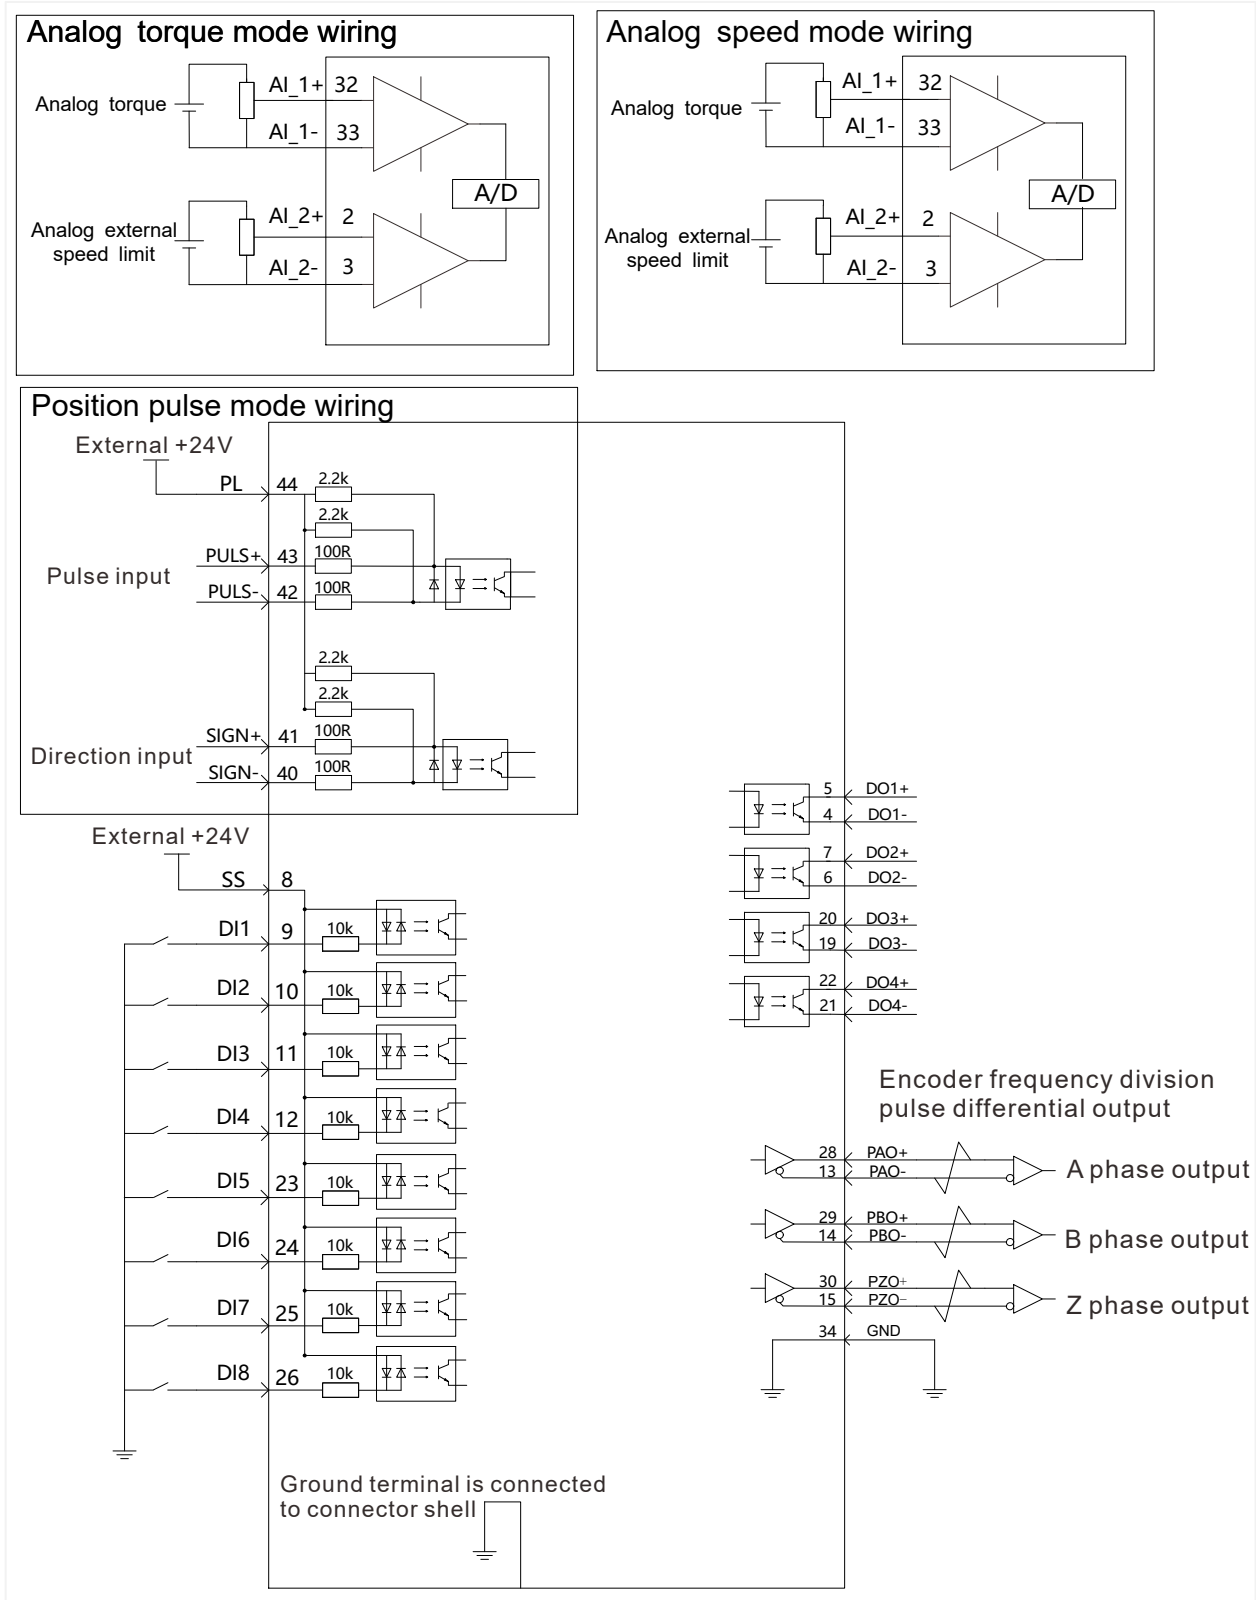 Analog torque mode wiring
AI_1+ 32
Analog torque
AI_1- 33
A/D
AI_2+ 2
Analog external
speed limit
AI_2- 3
Analog speed mode wiring
AI_1+ 32
Analog torque
AI_1- 33
A/D
AI_2+ 2
Analog external
speed limit
AI_2- 3
Position pulse mode wiring
External +24V
PL 44 2.2k
2.2k
PULS+ 43 100R
Pulse input
PULS- 42 100R
2.2k
2.2k
SIGN+ 41 100R
Direction input
SIGN- 40 100R
External +24V
SS 8
DI1 9 10k
DI2 10 10k
DI3 11 10k
DI4 12 10k
DI5 23 10k
DI6 24 10k
DI7 25 10k
DI8 26 10k
5 DO1+
4 DO1-
7 DO2+
6 DO2-
20 DO3+
19 DO3-
22 DO4+
21 DO4-
Encoder frequency division
pulse differential output
28 PAO+
13 PAO-
A phase output
29 PBO+
14 PBO-
B phase output
30 PZO+
15 PZO-
Z phase output
34 GND
Ground terminal is connected
to connector shell